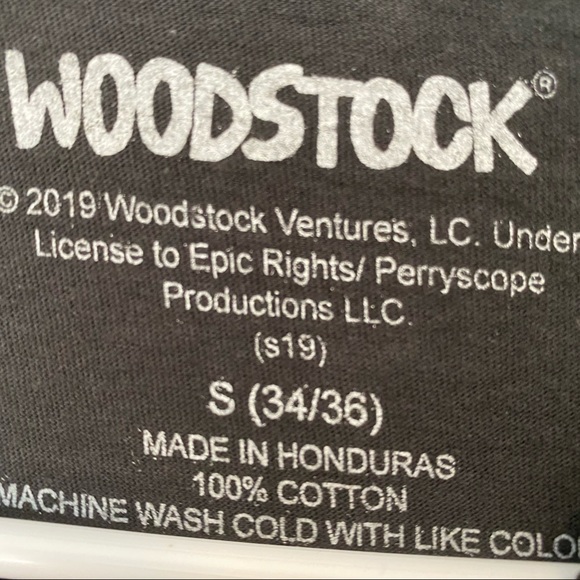 WOODSTOCK®
© 2019 Woodstock Ventures, LC. Under
License to Epic Rights/ Perryscope
Productions LLC.
(s19)
S (34/36)
MADE IN HONDURAS
100% COTTON
MACHINE WASH COLD WITH LIKE COLO